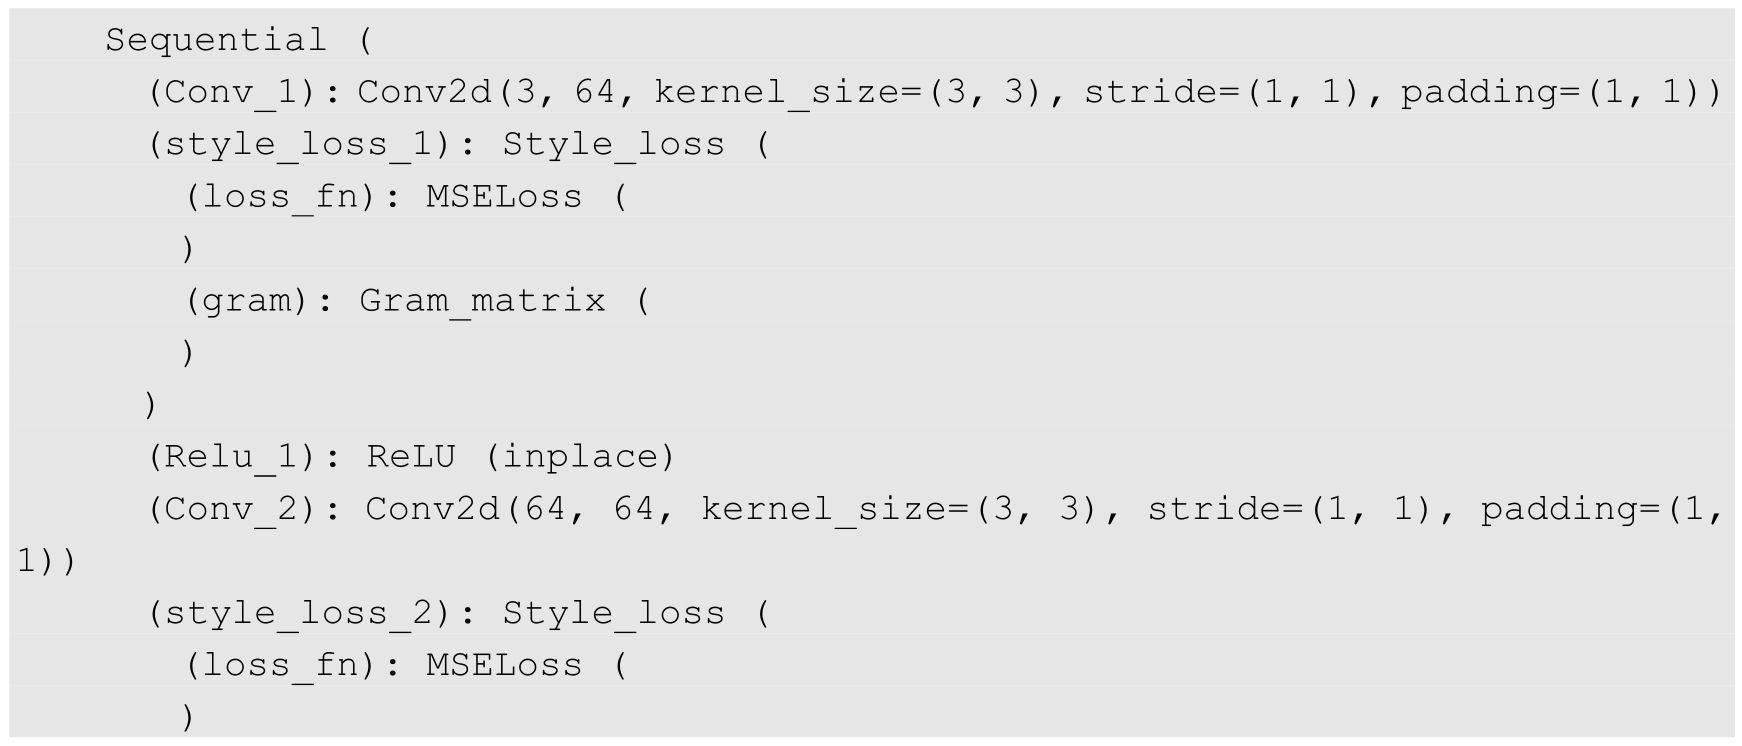 Sequential (
(Conv_1): Conv2d(3, 64, kernel_size=(3, 3), stride=(1, 1), padding=(1, 1))
(style_loss_1): Style_loss (
(loss_fn): MSELoss (
)
(gram): Gram_matrix (
)
)
(Relu_1): ReLU (inplace)
(Conv_2): Conv2d(64, 64, kernel_size=(3, 3), stride=(1, 1), padding=(1,
1))
(style_loss_2): Style_loss (
(loss_fn): MSELoss (
)